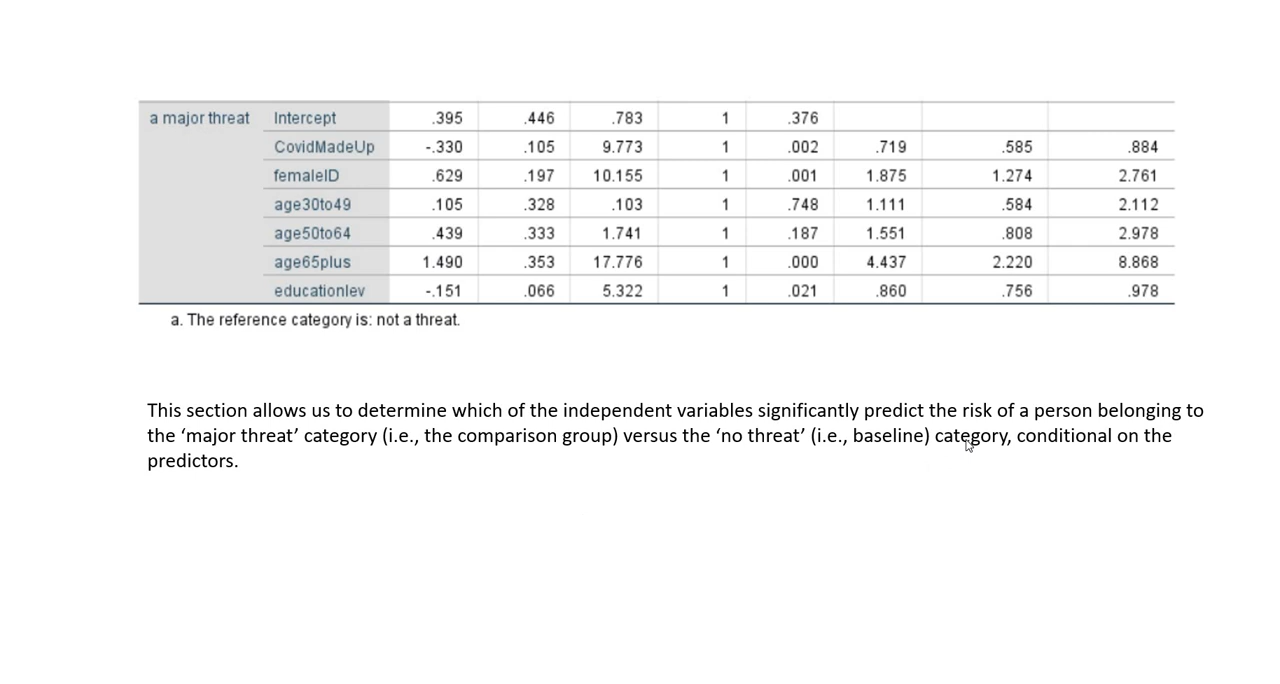 a major threat Intercept .395 .446 .783 1 .376
CovidMadeUp -.330 .105 9.773 1 .002 .719 .585 .884
femaleID .629 .197 10.155 1 .001 1.875 1.274 2.761
age30to49 .105 .328 .103 1 .748 1.111 .584 2.112
age50to64 .439 .333 1.741 1 .187 1.551 .808 2.978
age65plus 1.490 .353 17.776 1 .000 4.437 2.220 8.868
educationlev -.151 .066 5.322 1 .021 .860 .756 .978
a. The reference category is: not a threat.
This section allows us to determine which of the independent variables significantly predict the risk of a person belonging to
the ‘major threat’ category (i.e., the comparison group) versus the ‘no threat’ (i.e., baseline) category, conditional on the
predictors.